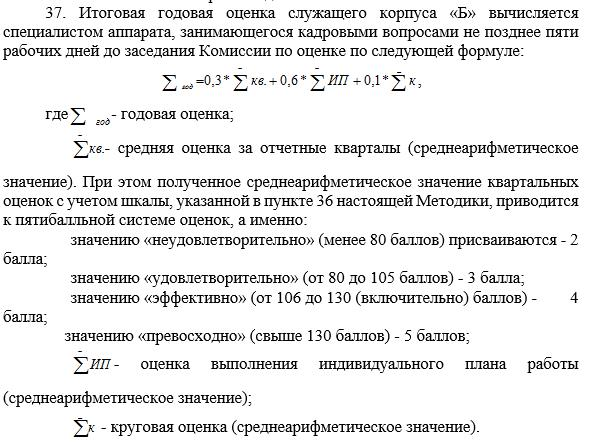 37. Итоговая годовая оценка служащего корпуса «Б» вычисляется
специалистом аппарата, занимающегося кадровыми вопросами не позднее пяти
рабочих дней до заседания Комиссии по оценке по следующей формуле:
∑ год =0,3* ∑ кв. + 0,6* ∑ ИП + 0,1* ∑ к,
где ∑ год - годовая оценка;
∑кв.- средняя оценка за отчетные кварталы (среднеарифметическое
значение). При этом полученное среднеарифметическое значение квартальных
оценок с учетом шкалы, указанной в пункте 36 настоящей Методики, приводится
к пятибалльной системе оценок, а именно:
значению «неудовлетворительно» (менее 80 баллов) присваиваются - 2
балла;
значению «удовлетворительно» (от 80 до 105 баллов) - 3 балла;
значению «эффективно» (от 106 до 130 (включительно) баллов) - 4
балла;
значению «превосходно» (свыше 130 баллов) - 5 баллов;
∑ИП - оценка выполнения индивидуального плана работы
(среднеарифметическое значение);
∑к - круговая оценка (среднеарифметическое значение).